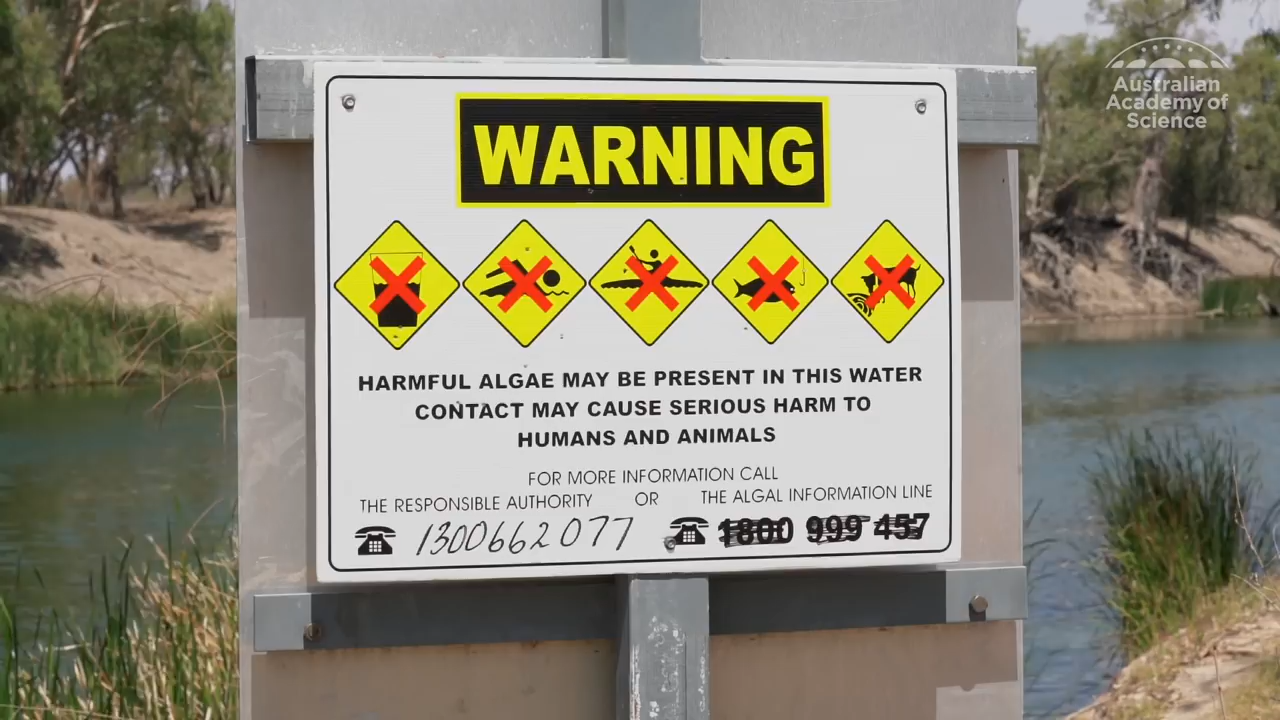 Australian
Academy of
Science
WARNING
HARMFUL ALGAE MAY BE PRESENT IN THIS WATER
CONTACT MAY CAUSE SERIOUS HARM TO
HUMANS AND ANIMALS
FOR MORE INFORMATION CALL
THE RESPONSIBLE AUTHORITY OR THE ALGAL INFORMATION LINE
1300662077 1800 999 457